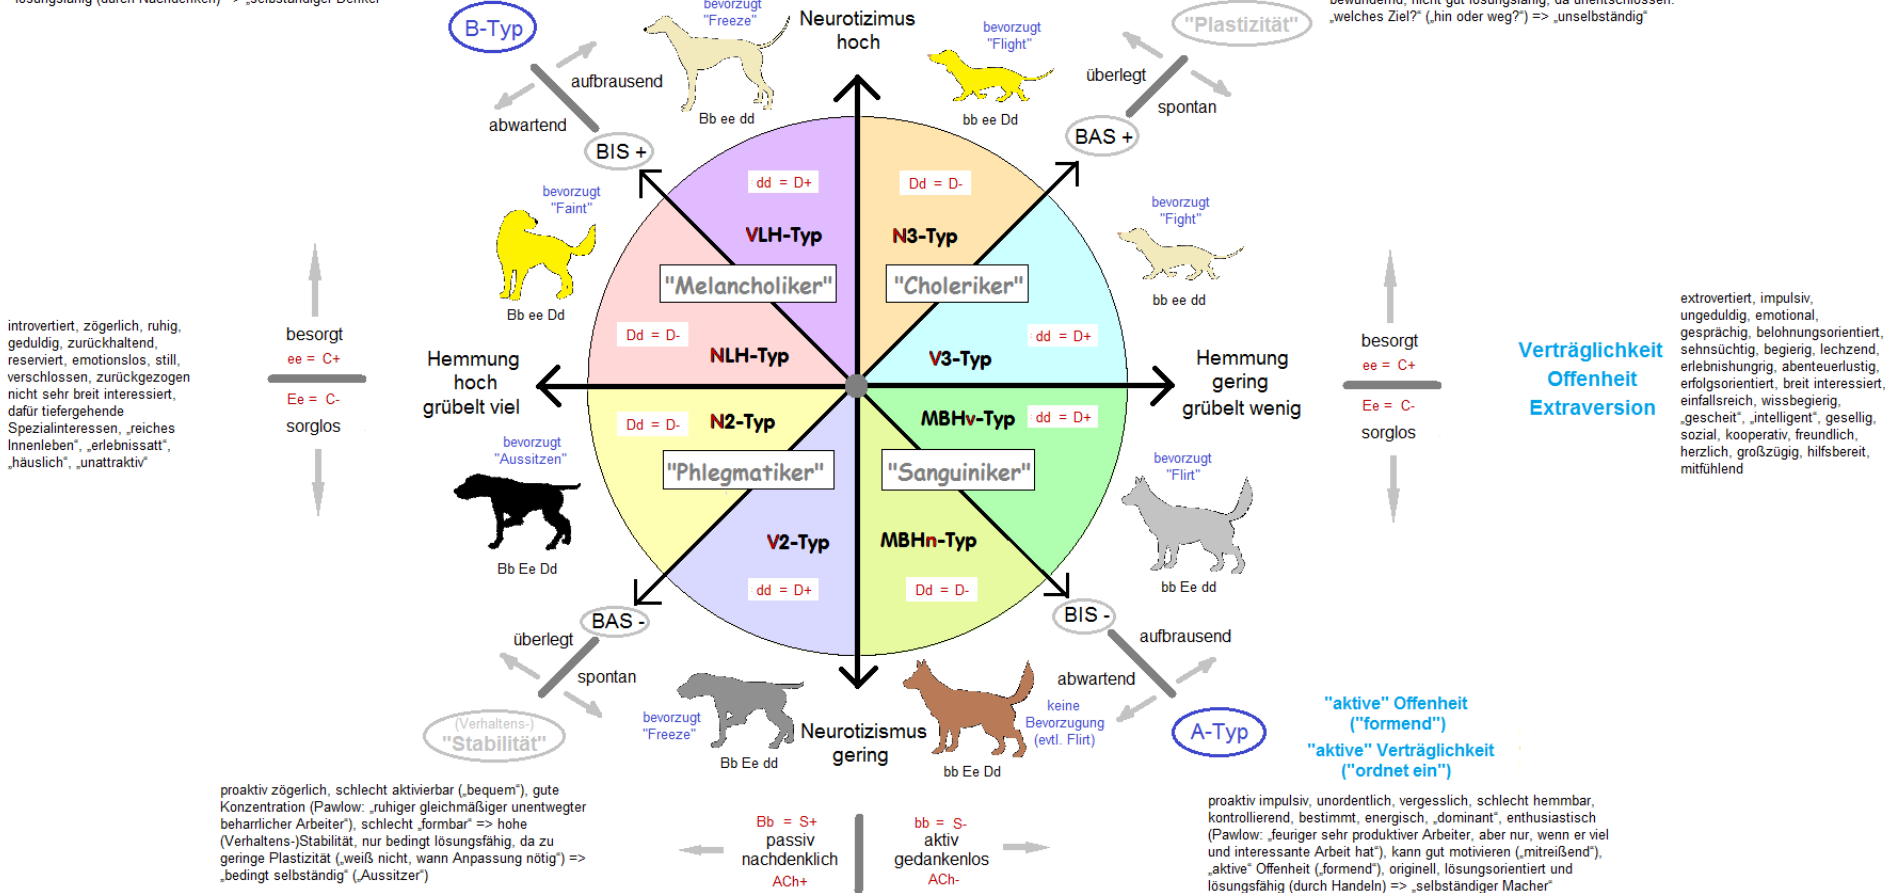 lösungsfähig (durch Nachdenken) => „selbständiger Denker“
B-Typ
bevorzugt
"Freeze"
Neurotizimus
hoch
bevorzugt
"Flight"
"Plastizität"
bewundernd, nicht gut lösungsfähig, da unentschlossen:
„welches Ziel?“ („hin oder weg?“) => „unselbständig“
aufbrausend
abwartend
Bb ee dd
bb ee Dd
überlegt
spontan
BIS +
BAS +
dd = D+
Dd = D-
bevorzugt
"Faint"
bevorzugt
"Fight"
VLH-Typ
N3-Typ
"Melancholiker"
"Choleriker"
Bb ee Dd
bb ee dd
introvertiert, zögerlich, ruhig,
geduldig, zurückhaltend,
reserviert, emotionslos, still,
verschlossen, zurückgezogen
nicht sehr breit interessiert,
dafür tiefergehende
Spezialinteressen, „reiches
Innenleben“, „erlebnissatt“,
„häuslich“, „unattraktiv“
besorgt
ee = C+
Ee = C-
sorglos
Hemmung
hoch
grübelt viel
Dd = D-
NLH-Typ
V3-Typ
dd = D+
Hemmung
gering
grübelt wenig
besorgt
ee = C+
Ee = C-
sorglos
Verträglichkeit
Offenheit
Extraversion
extrovertiert, impulsiv,
ungeduldig, emotional,
gesprächig, belohnungsorientiert,
sehnsüchtig, begierig, lechzend,
erlebnishungrig, abenteuerlustig,
erfolgsorientiert, breit interessiert,
einfallsreich, wissbegierig,
„gescheit“, „intelligent“, gesellig,
sozial, kooperativ, freundlich,
herzlich, großzügig, hilfsbereit,
mitfühlend
Dd = D-
N2-Typ
MBHv-Typ
dd = D+
bevorzugt
"Aussitzen"
"Phlegmatiker"
"Sanguiniker"
bevorzugt
"Flirt"
V2-Typ
MBHn-Typ
Bb Ee Dd
bb Ee dd
dd = D+
Dd = D-
BAS -
BIS -
überlegt
spontan
aufbrausend
abwartend
(Verhaltens-)
"Stabilität"
bevorzugt
"Freeze"
Bb Ee dd
Neurotizismus
gering
bb Ee Dd
keine
Bevorzugung
(evtl. Flirt)
A-Typ
"aktive" Offenheit
("formend")
"aktive" Verträglichkeit
("ordnet ein")
proaktiv zögerlich, schlecht aktivierbar („bequem“), gute
Konzentration (Pawlow: „ruhiger gleichmäßiger unentwegter
beharrlicher Arbeiter“), schlecht „formbar“ => hohe
(Verhaltens-)Stabilität, nur bedingt lösungsfähig, da zu
geringe Plastizität („weiß nicht, wann Anpassung nötig“) =>
„bedingt selbständig“ („Aussitzer“)
Bb = S+
passiv
nachdenklich
ACh+
bb = S-
aktiv
gedankenlos
ACh-
proaktiv impulsiv, unordentlich, vergesslich, schlecht hemmbar,
kontrollierend, bestimmt, energisch, „dominant“, enthusiastisch
(Pawlow: „feuriger sehr produktiver Arbeiter, aber nur, wenn er viel
und interessante Arbeit hat“), kann gut motivieren („mitreißend“),
„aktive“ Offenheit („formend“), originell, lösungsorientiert und
lösungsfähig (durch Handeln) => „selbständiger Macher“